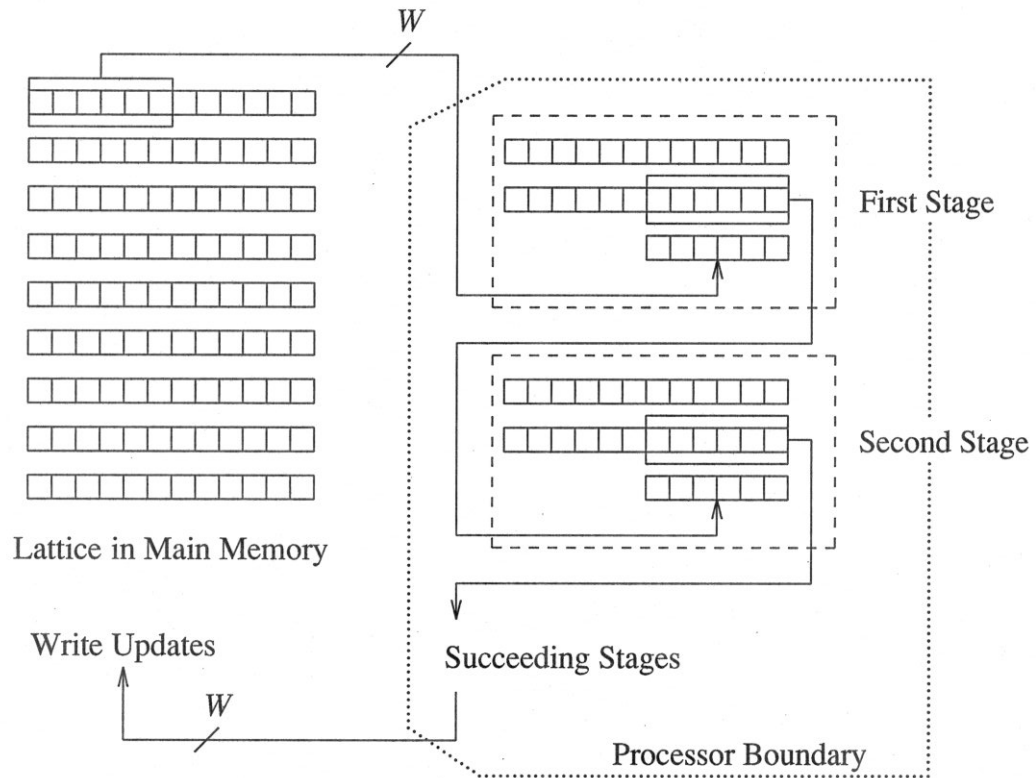 W
First Stage
Second Stage
Lattice in Main Memory
Write Updates
Succeeding Stages
W
Processor Boundary